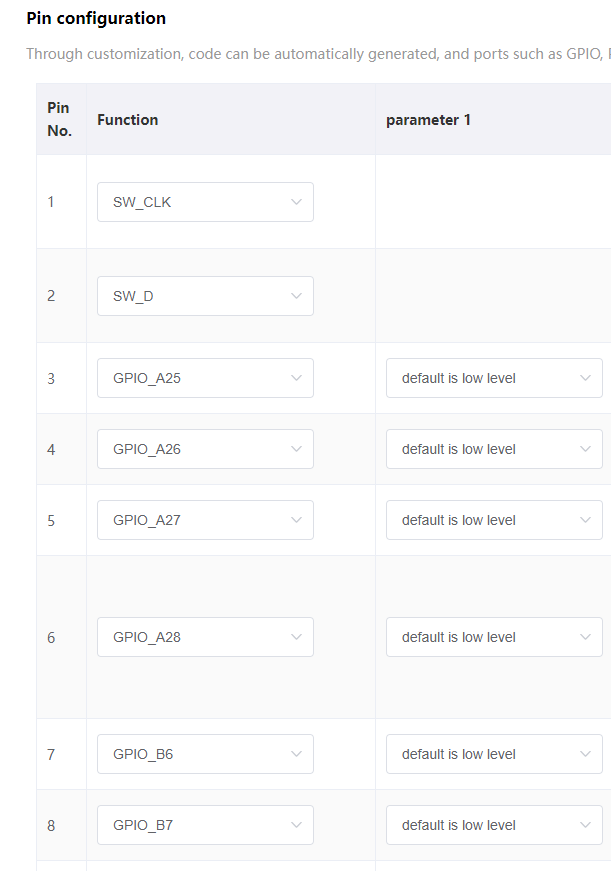 Pin configuration
Through customization, code can be automatically generated, and ports such as GPIO,
Pin Function parameter 1
No.
1 SW_CLK
2 SW_D
3 GPIO_A25 default is low level
4 GPIO_A26 default is low level
5 GPIO_A27 default is low level
6 GPIO_A28 default is low level
7 GPIO_B6 default is low level
8 GPIO_B7 default is low level